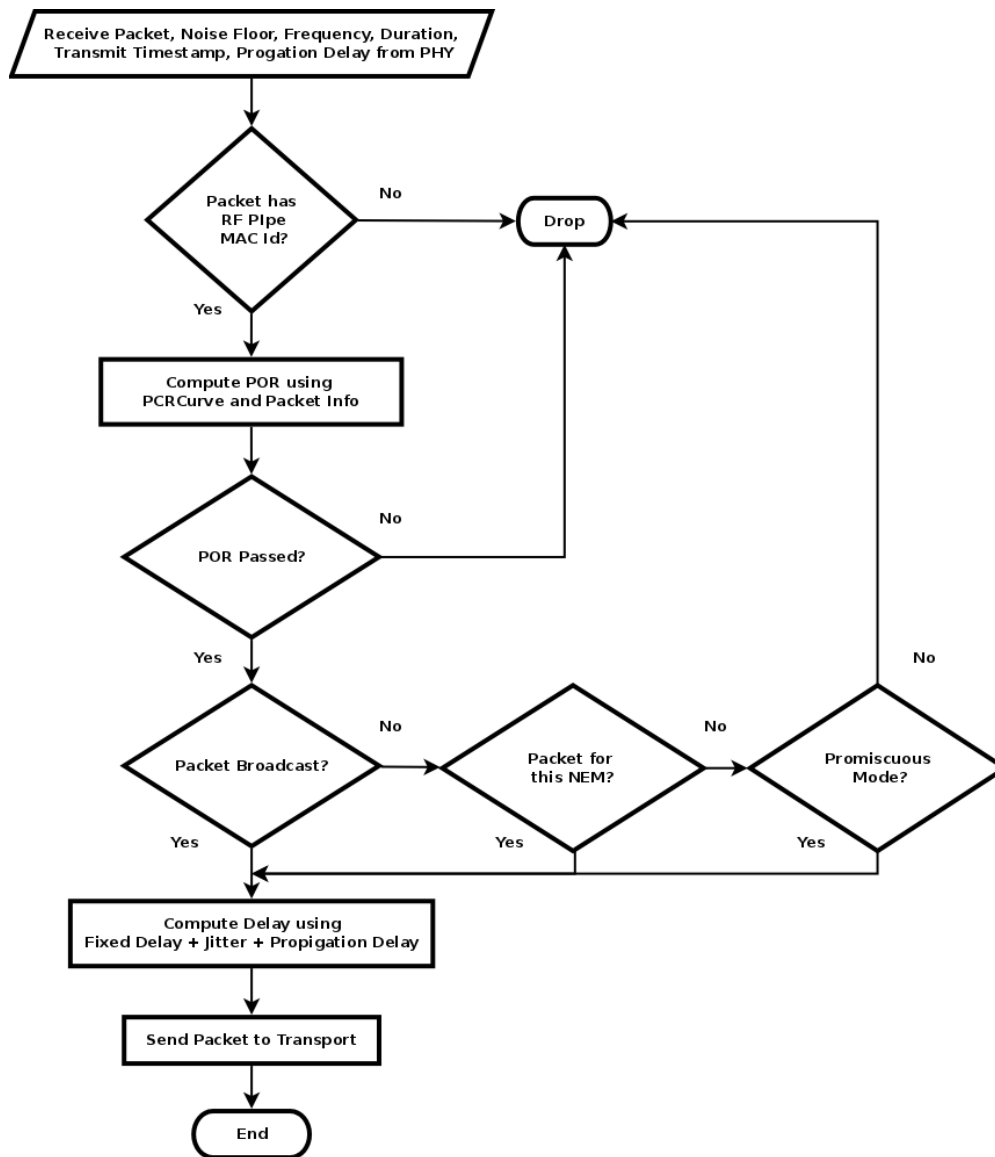 Receive Packet, Noise Floor, Frequency, Duration,
Transmit Timestamp, Progation Delay from PHY
Packet has
RF PIpe
MAC Id?
No
Drop
Yes
Compute POR using
PCRCurve and Packet Info
POR Passed?
No
Yes
Packet Broadcast?
No
Packet for
this NEM?
No
Promiscuous
Mode?
No
Yes
Yes
Yes
Compute Delay using
Fixed Delay + Jitter + Propigation Delay
Send Packet to Transport
End